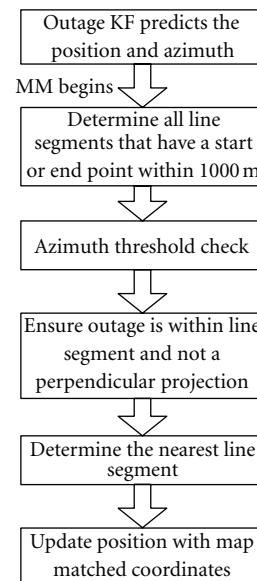 Outage KF predicts the
position and azimuth
MM begins
Determine all line
segments that have a start
or end point within 1000 m
Azimuth threshold check
Ensure outage is within line
segment and not a
perpendicular projection
Determine the nearest line
segment
Update position with map
matched coordinates